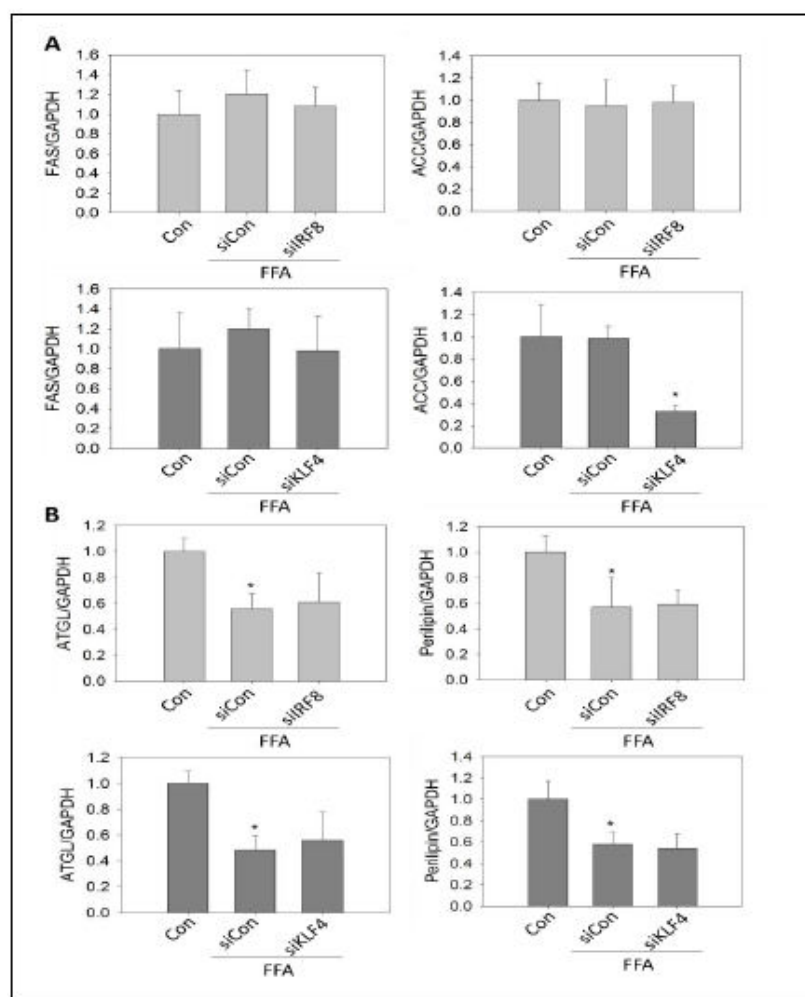 A
FAS/GAPDH
1.6
1.4
1.2
1.0
0.8
0.6
0.4
0.2
0.0
Con
siCon
siIRF8
FFA
ACC/GAPDH
1.4
1.2
1.0
0.8
0.6
0.4
0.2
0.0
Con
siCon
siIRF8
FFA
FAS/GAPDH
1.6
1.4
1.2
1.0
0.8
0.6
0.4
0.2
0.0
Con
siCon
siKLF4
FFA
ACC/GAPDH
1.4
1.2
1.0
0.8
0.6
0.4
0.2
0.0
*
Con
siCon
siKLF4
FFA
B
ATGL/GAPDH
1.2
1.0
0.8
0.6
0.4
0.2
0.0
*
Con
siCon
siIRF8
FFA
Perilipin/GAPDH
1.2
1.0
0.8
0.6
0.4
0.2
0.0
*
Con
siCon
siIRF8
FFA
ATGL/GAPDH
1.2
1.0
0.8
0.6
0.4
0.2
0.0
*
Con
siCon
siKLF4
FFA
Perilipin/GAPDH
1.4
1.2
1.0
0.8
0.6
0.4
0.2
0.0
*
Con
siCon
siKLF4
FFA